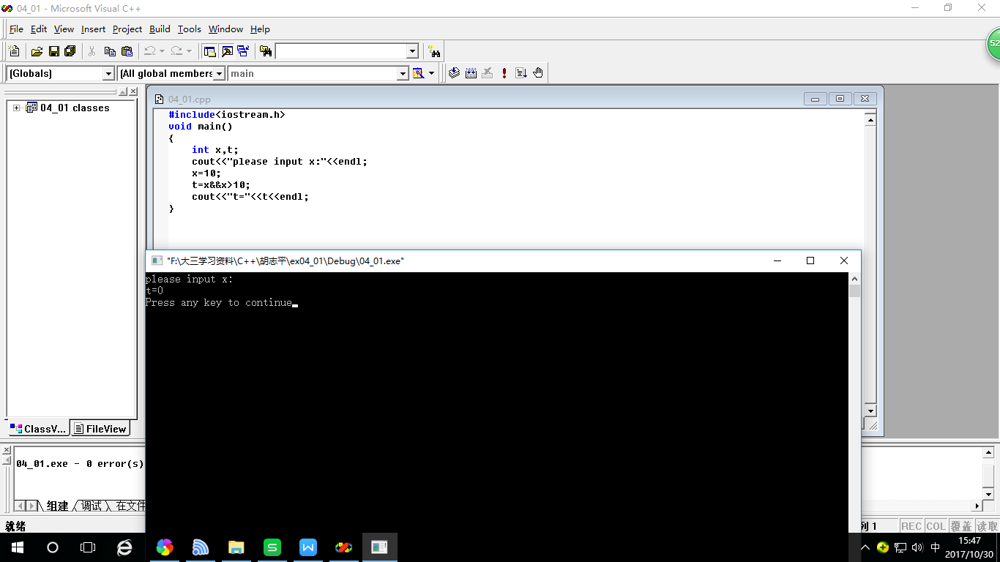 04_01 - Microsoft Visual C++
File Edit View Insert Project Build Tools Window Help
(Globals) (All global members main
52
04_01 classes
04_01.cpp
#include<iostream.h>
void main()
{
int x,t;
cout<<"please input x:"<<endl;
x=10;
t=x&&x>10;
cout<<"t="<<t<<endl;
}
"F:\大三学习资料\C++\胡志平\ex04_01\Debug\04_01.exe"
please input x:
t=0
Press any key to continue
ClassV... FileView
04_01.exe - 0 error(s)
组建 调试 在文件
就绪 列 1 REC COL 覆盖 读取
中
15:47
2017/10/30